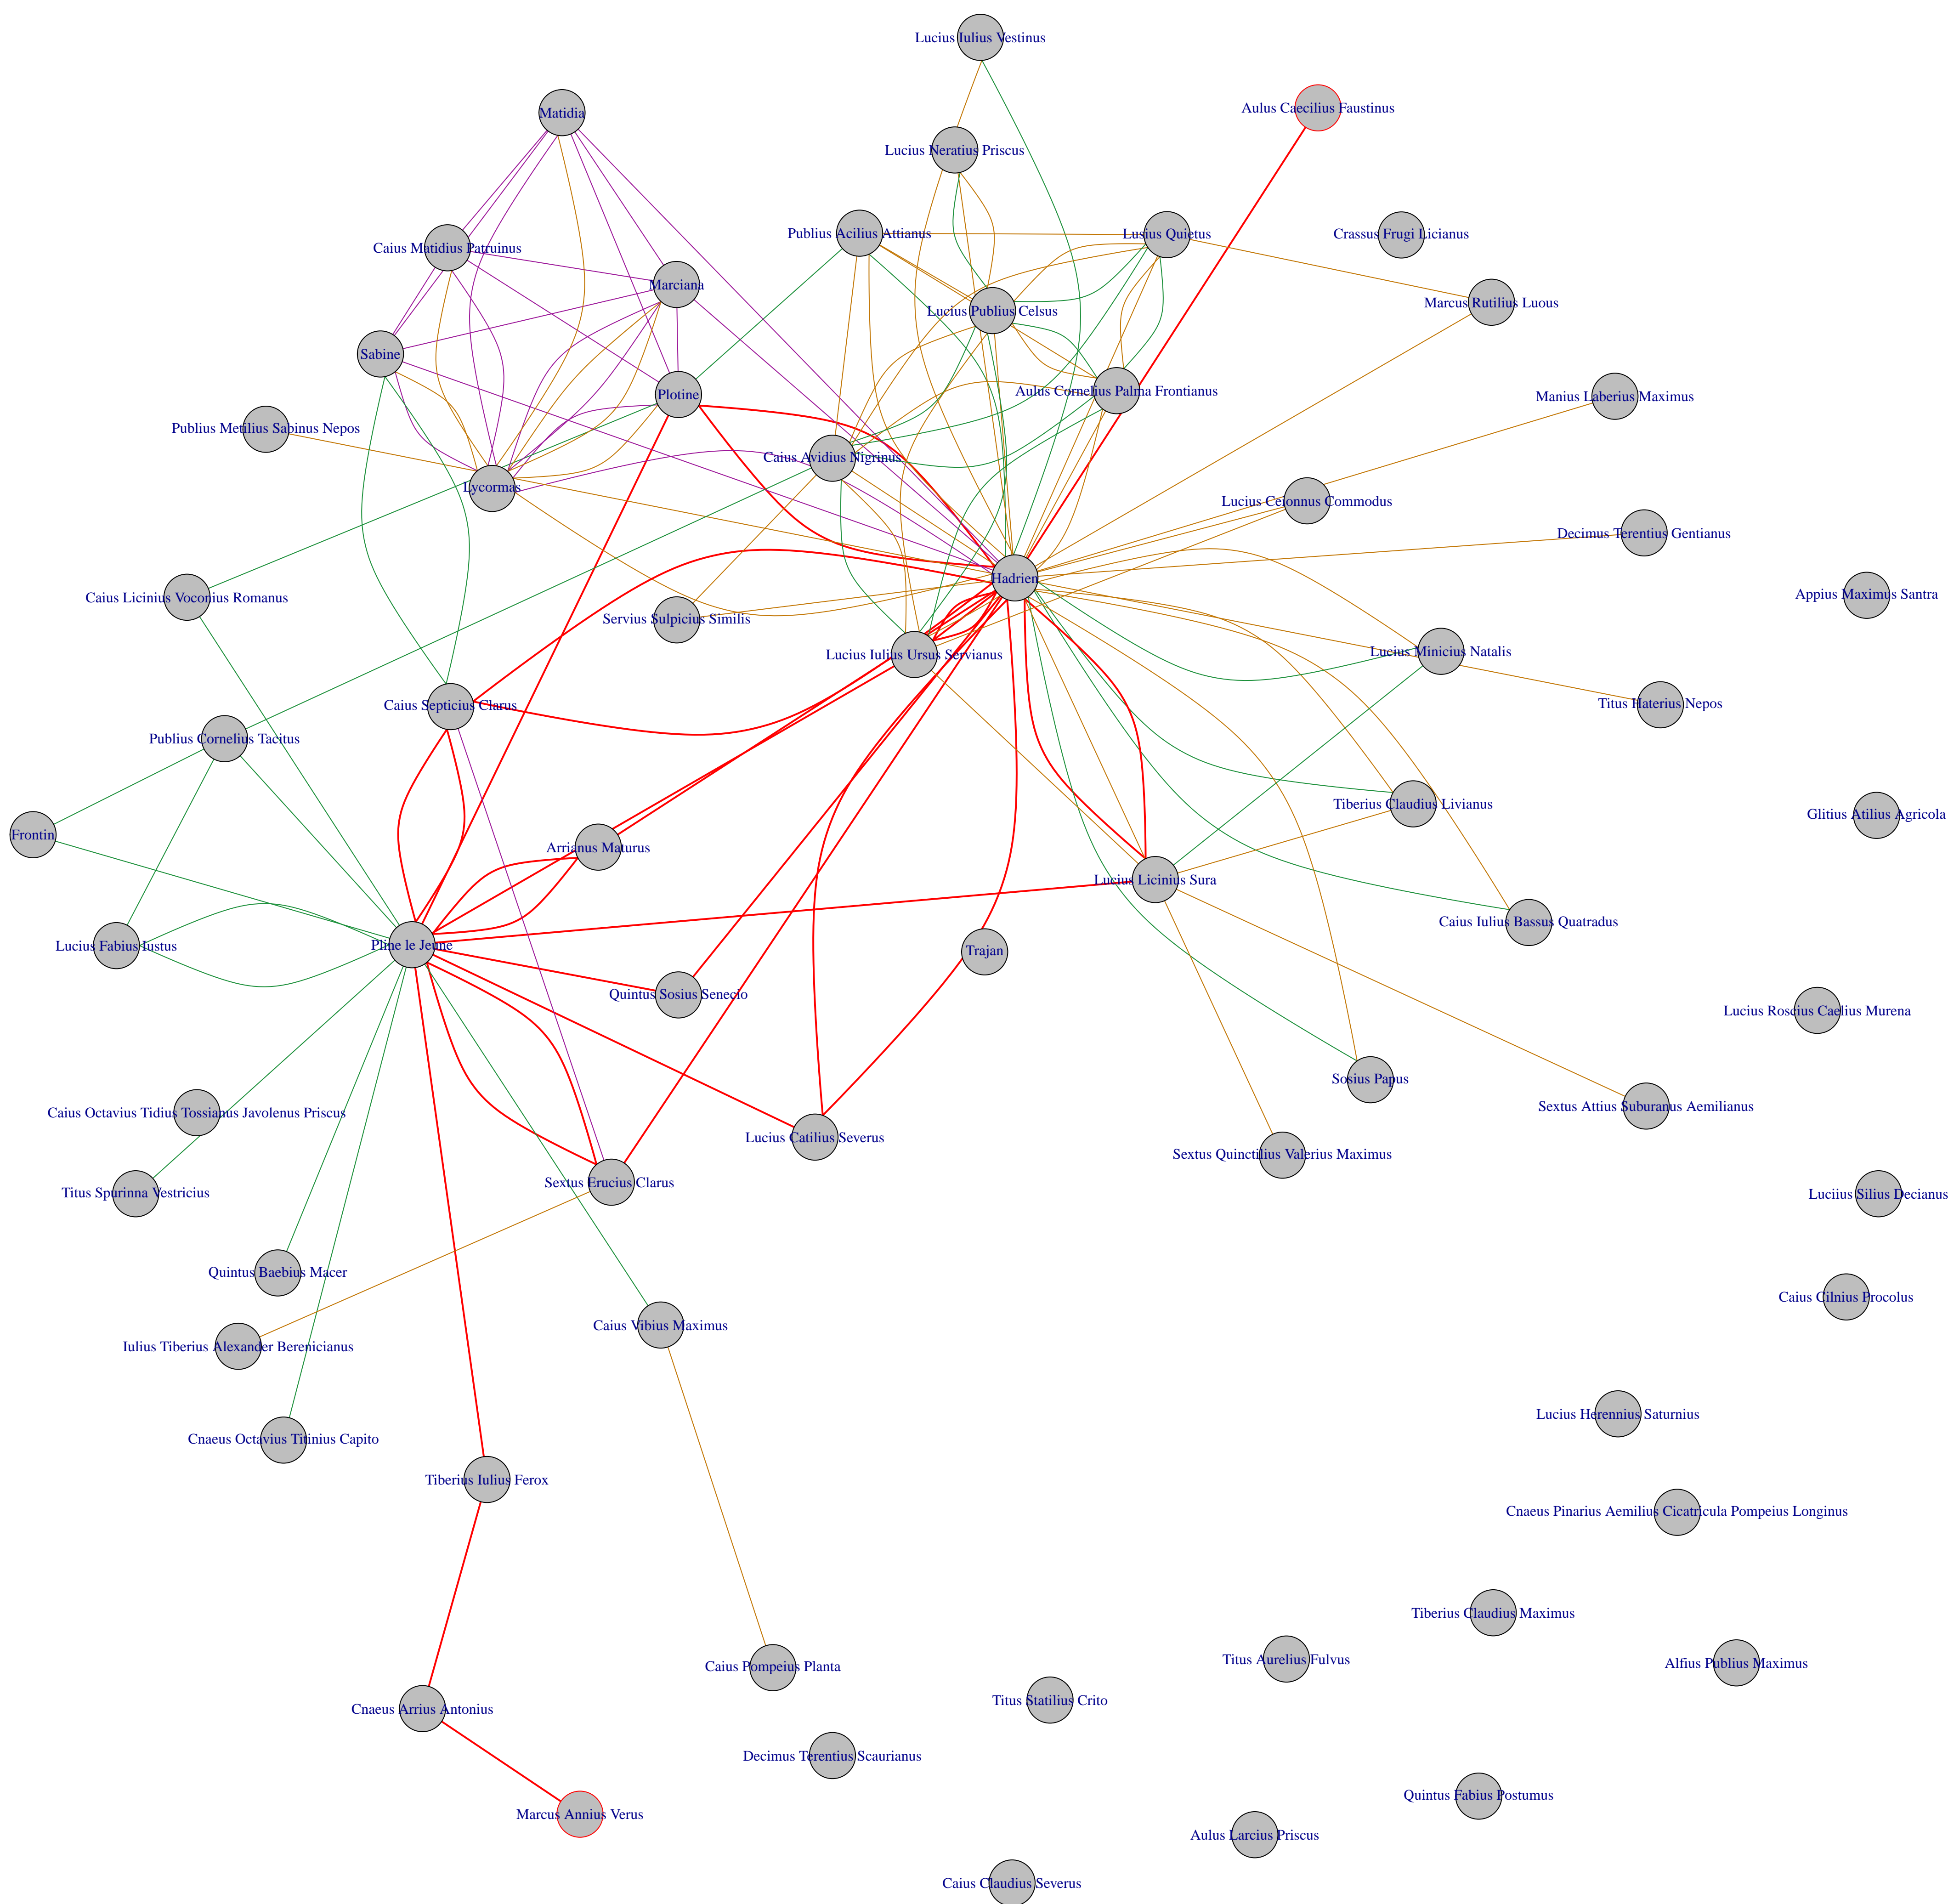 Lucius Iulius Vestinus
Aulus Caecilius Faustinus
Matidia
Lucius Neratius Priscus
Publius Acilius Attianus
Lusius Quietus
Crassus Frugi Licianus
Caius Matidius Patruinus
Marciana
Marcus Rutilius Luous
Lucius Publius Celsus
Sabine
Plotine
Aulus Cornelius Palma Frontianus
Manius Laberius Maximus
Publius Metilius Sabinus Nepos
Caius Avidius Nigrinus
Lycormas
Lucius Ceionnus Commodus
Decimus Terentius Gentianus
Hadrien
Appius Maximus Santra
Caius Licinius Voconius Romanus
Servius Sulpicius Similis
Lucius Iulius Ursus Servianus
Lucius Minicius Natalis
Caius Septicius Clarus
Titus Haterius Nepos
Publius Cornelius Tacitus
Tiberius Claudius Livianus
Glitius Atilius Agricola
Frontin
Arrianus Maturus
Lucius Licinius Sura
Caius Iulius Bassus Quatradus
Lucius Fabius Iustus
Pline le Jeune
Trajan
Quintus Sosius Senecio
Lucius Roscius Caelius Murena
Sosius Papus
Caius Octavius Tidius Tossianus Javolenus Priscus
Sextus Attius Suburanus Aemilianus
Lucius Catilius Severus
Sextus Quinctilius Valerius Maximus
Sextus Erucius Clarus
Titus Spurinna Vestricius
Luciius Silius Decianus
Quintus Baebius Macer
Caius Cilnius Procolus
Caius Vibius Maximus
Iulius Tiberius Alexander Berenicianus
Lucius Herennius Saturnius
Cnaeus Octavius Titinius Capito
Tiberius Iulius Ferox
Cnaeus Pinarius Aemilius Cicatricula Pompeius Longinus
Tiberius Claudius Maximus
Titus Aurelius Fulvus
Alfius Publius Maximus
Caius Pompeius Planta
Titus Statilius Crito
Cnaeus Arrius Antonius
Decimus Terentius Scaurianus
Quintus Fabius Postumus
Marcus Annius Verus
Aulus Larcius Priscus
Caius Claudius Severus